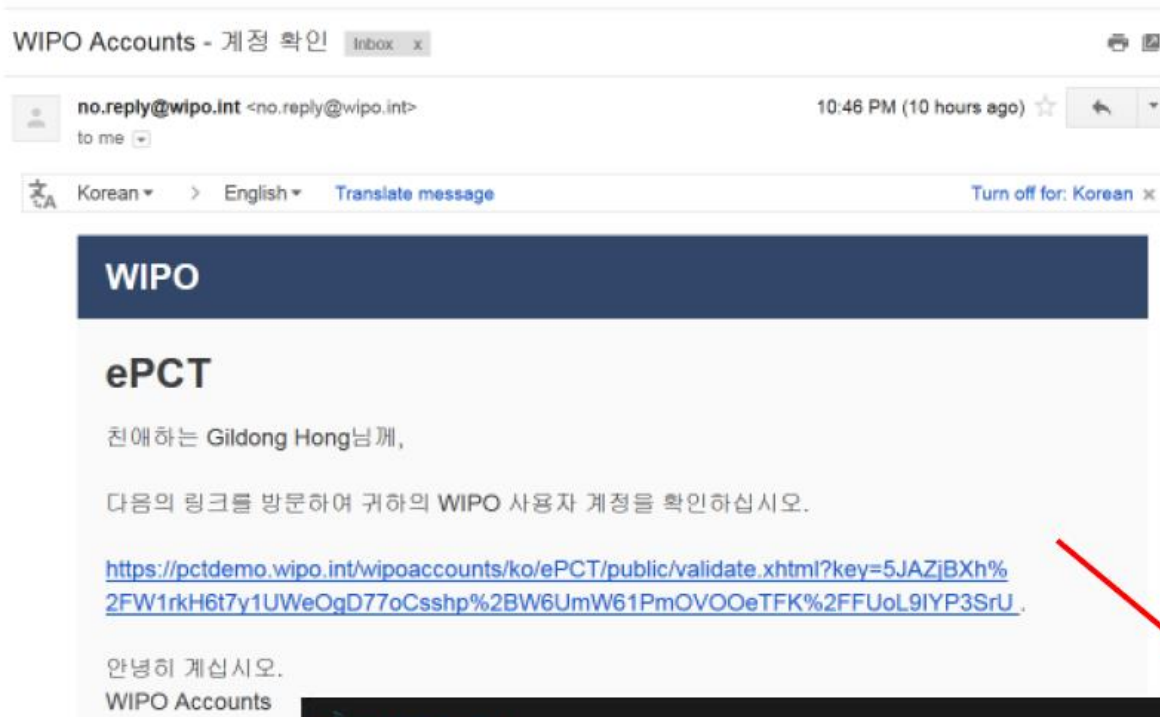 WIPO Accounts - 계정 확인 Inbox x
no.reply@wipo.int <no.reply@wipo.int> 10:46 PM (10 hours ago)
to me
Korean > English Translate message Turn off for: Korean x
WIPO
ePCT
친애하는 Gildong Hong님께,
다음의 링크를 방문하여 귀하의 WIPO 사용자 계정을 확인하십시오.
https://pctdemo.wipo.int/wipoaccounts/ko/ePCT/public/validate.xhtml?key=5JAZjBXh%
2FW1rkH6t7y1UWeOgD77oCsshp%2BW6UmW61PmOVOOeTFK%2FFUoL9IYP3SrU .
안녕히 계십시오.
WIPO Accounts